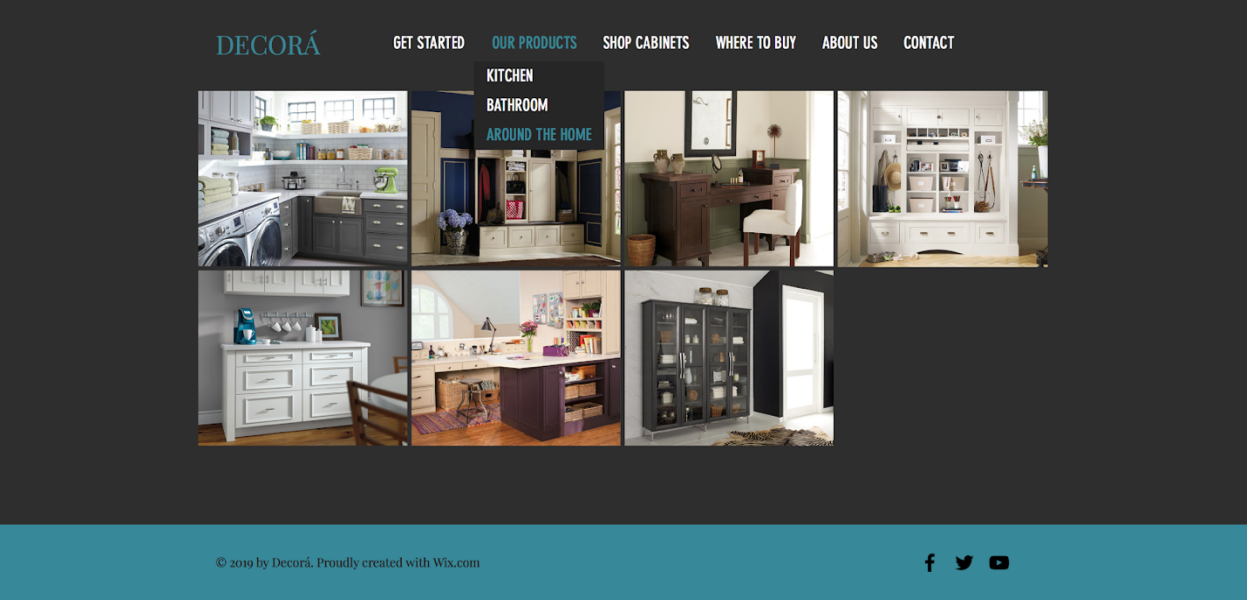 DECORÁ
GET STARTED
OUR PRODUCTS
SHOP CABINETS
WHERE TO BUY
ABOUT US
CONTACT
KITCHEN
BATHROOM
AROUND THE HOME
© 2019 by Decorá. Proudly created with Wix.com